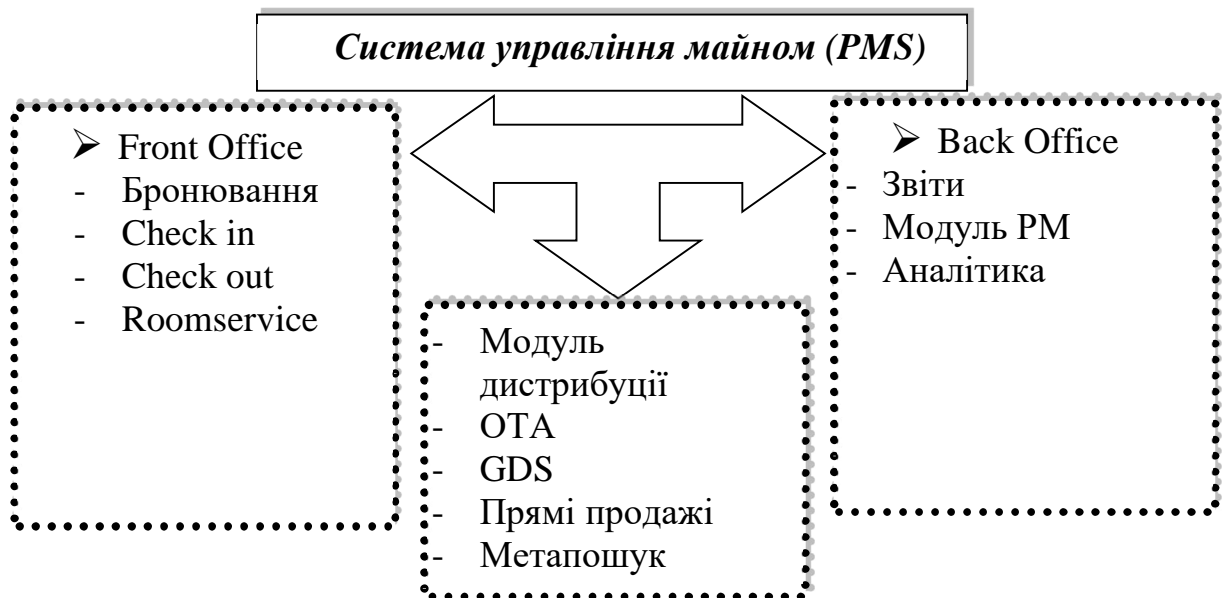 Система управління майном (PMS)
➢ Front Office
- Бронювання
- Check in
- Check out
- Roomservice
- Модуль
дистрибуції
- OTA
- GDS
- Прямі продажі
- Метапошук
➢ Back Office
- Звіти
- Модуль РМ
- Аналітика